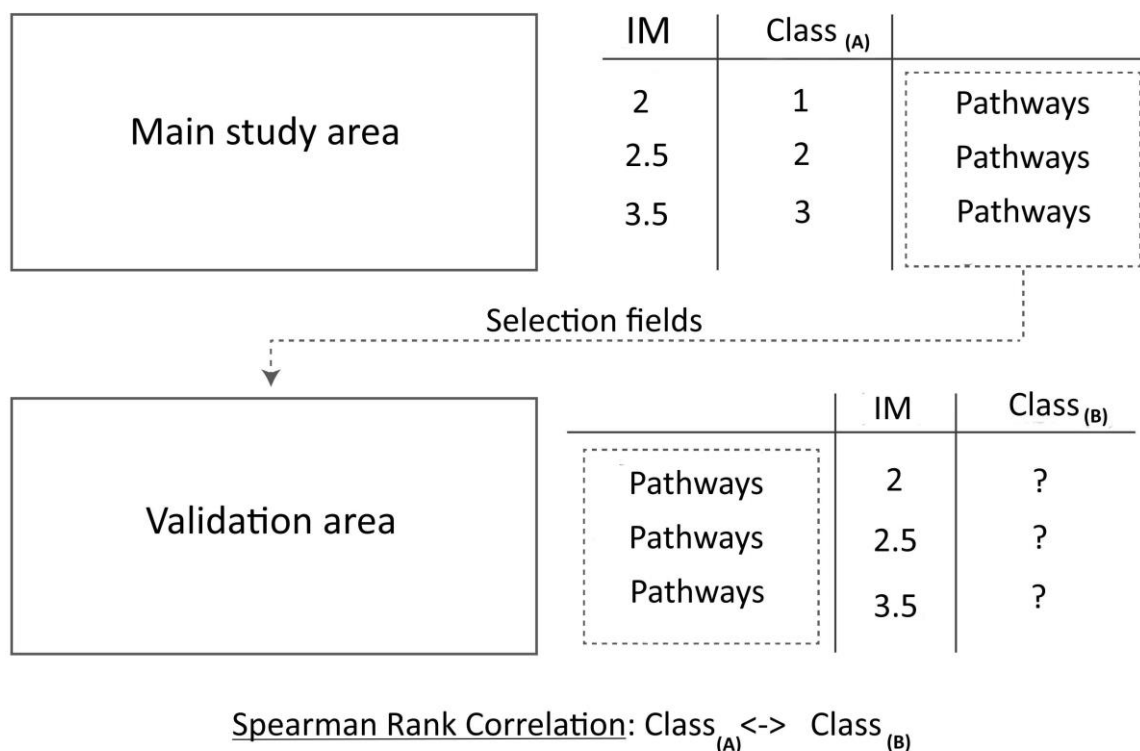 Main study area
IM Class (A)
2 1 Pathways
2.5 2 Pathways
3.5 3 Pathways
Selection fields
Validation area
IM Class (B)
Pathways 2 ?
Pathways 2.5 ?
Pathways 3.5 ?
Spearman Rank Correlation: Class (A) <-> Class (B)